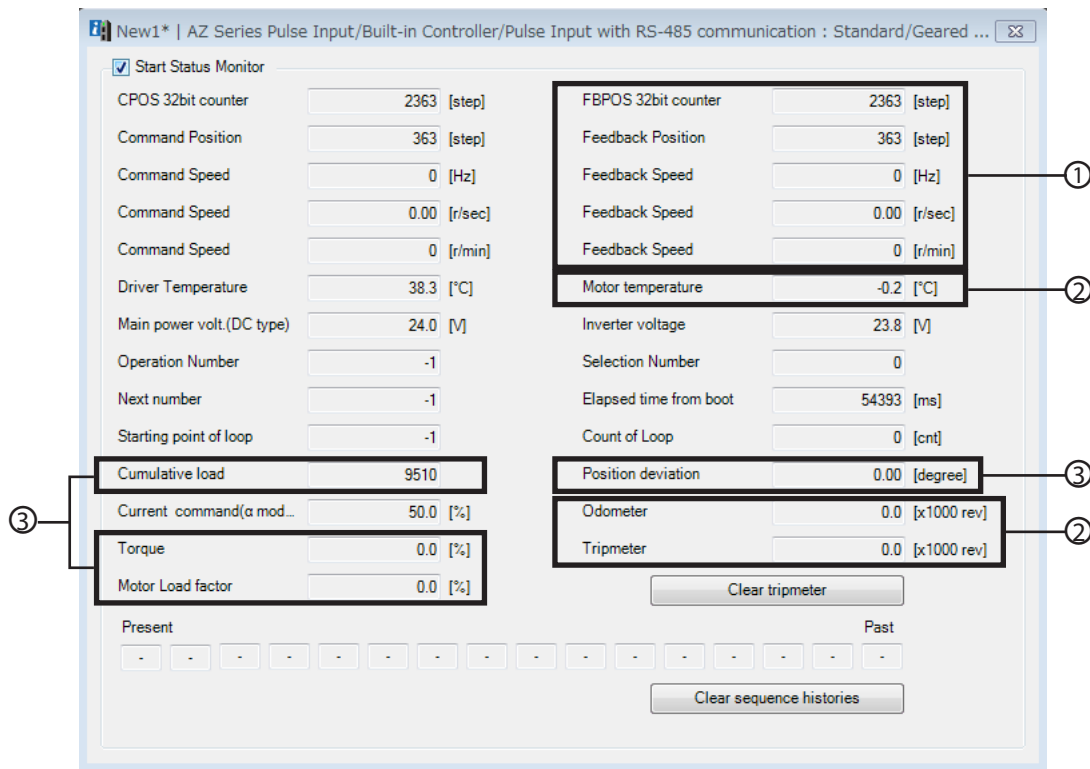 New1* | AZ Series Pulse Input/Built-in Controller/Pulse Input with RS-485 communication : Standard/Geared ...
Start Status Monitor
CPOS 32bit counter 2363 [step] FBPOS 32bit counter 2363 [step]
Command Position 363 [step] Feedback Position 363 [step]
Command Speed 0 [Hz] Feedback Speed 0 [Hz] ①
Command Speed 0.00 [r/sec] Feedback Speed 0.00 [r/sec]
Command Speed 0 [r/min] Feedback Speed 0 [r/min]
Driver Temperature 38.3 [°C] Motor temperature -0.2 [°C] ②
Main power volt.(DC type) 24.0 [V] Inverter voltage 23.8 [V]
Operation Number -1 Selection Number 0
Next number -1 Elapsed time from boot 54393 [ms]
Starting point of loop -1 Count of Loop 0 [cnt]
Cumulative load 9510 Position deviation 0.00 [degree] ③
③ Current command(α mod... 50.0 [%] Odometer 0.0 [x1000 rev] ②
Torque 0.0 [%] Tripmeter 0.0 [x1000 rev]
Motor Load factor 0.0 [%] Clear tripmeter
Present Past
- - - - - - - - - - - - - - - -
Clear sequence histories